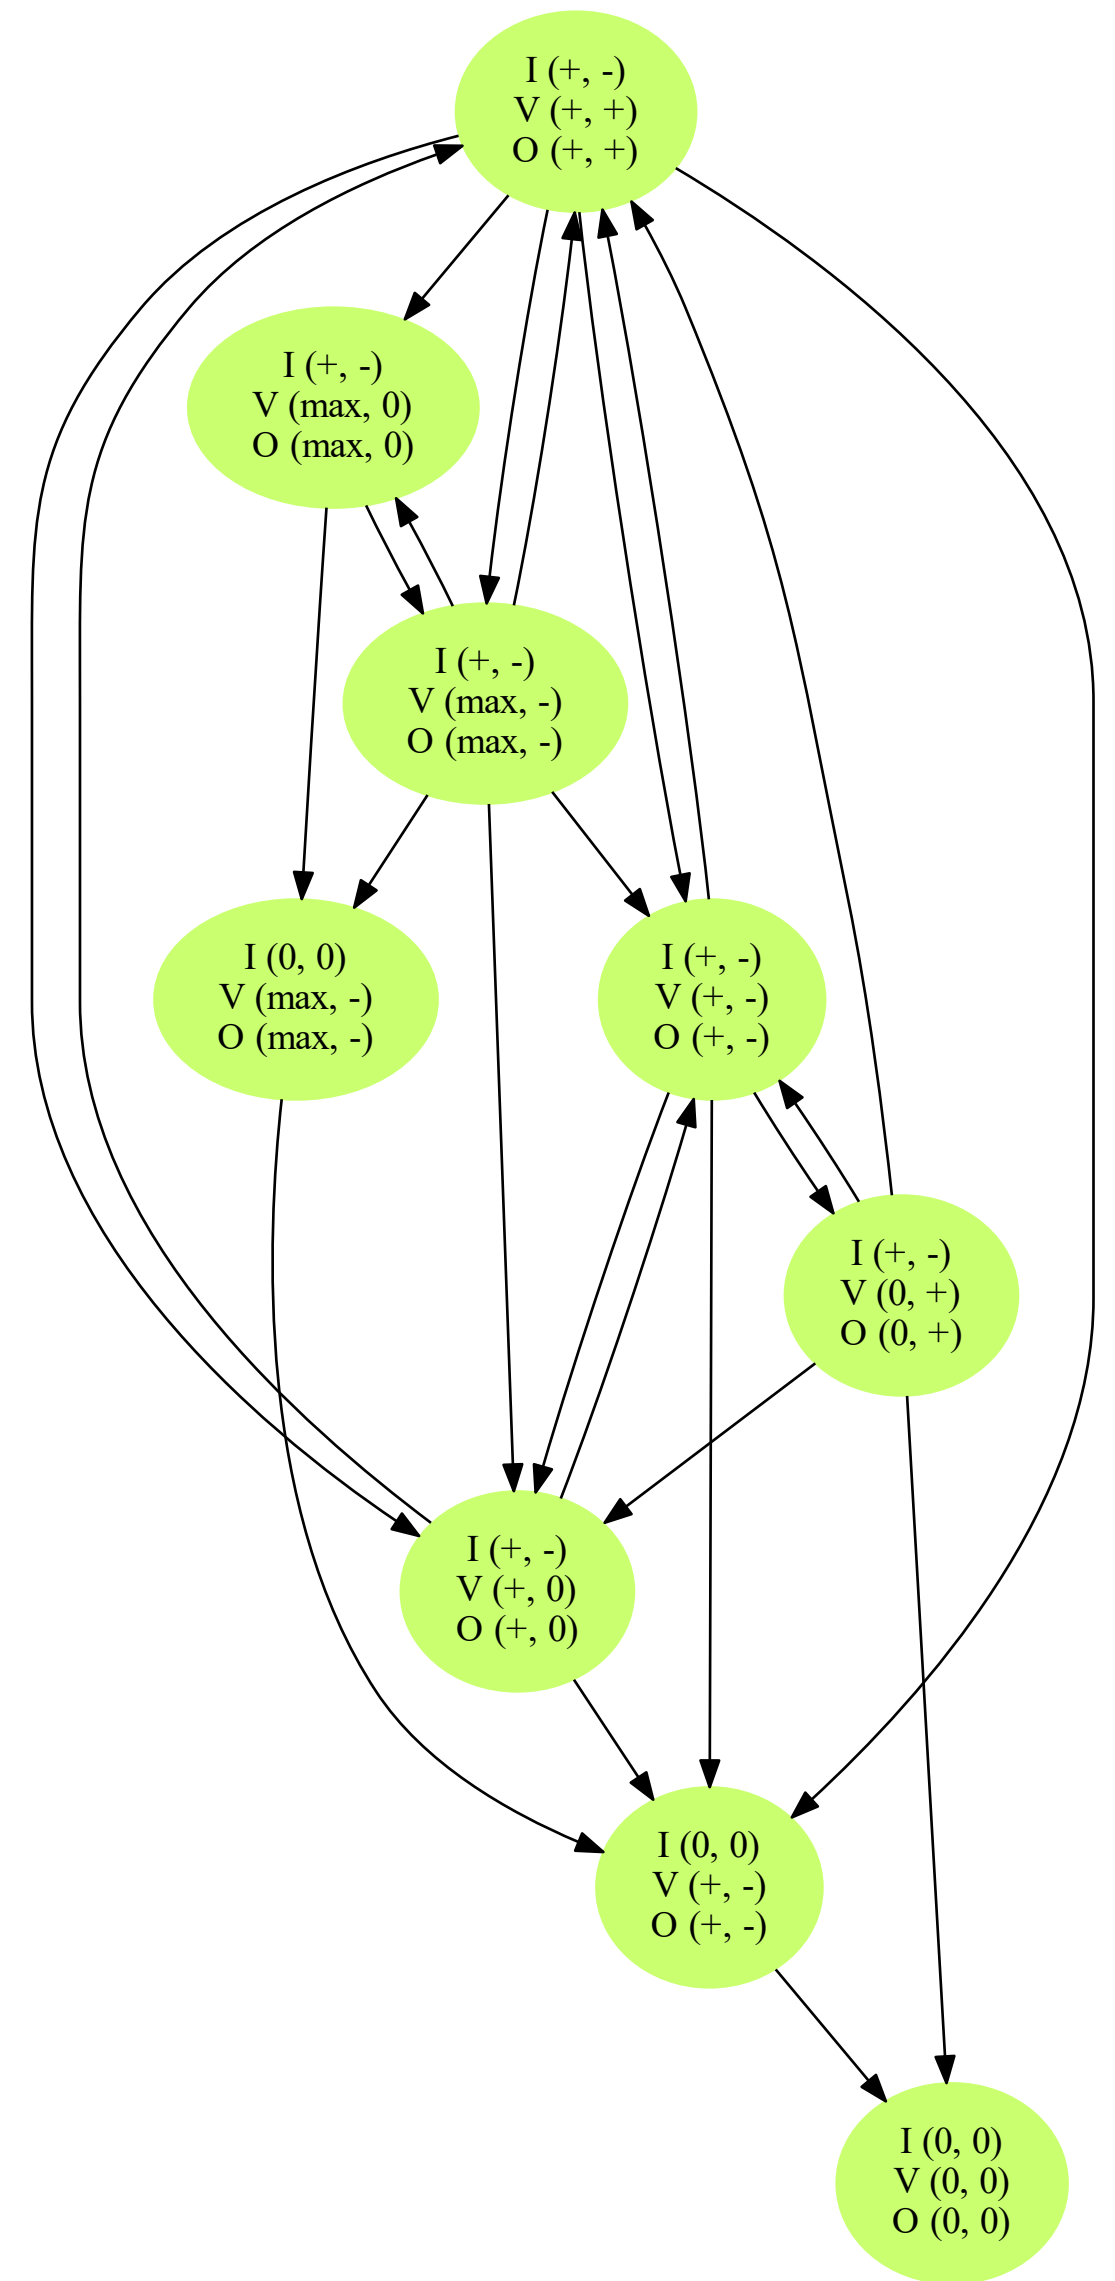 I (+, -)
V (+, +)
O (+, +)
I (+, -)
V (max, 0)
O (max, 0)
I (+, -)
V (max, -)
O (max, -)
I (0, 0)
V (max, -)
O (max, -)
I (+, -)
V (+, -)
O (+, -)
I (+, -)
V (0, +)
O (0, +)
I (+, -)
V (+, 0)
O (+, 0)
I (0, 0)
V (+, -)
O (+, -)
I (0, 0)
V (0, 0)
O (0, 0)